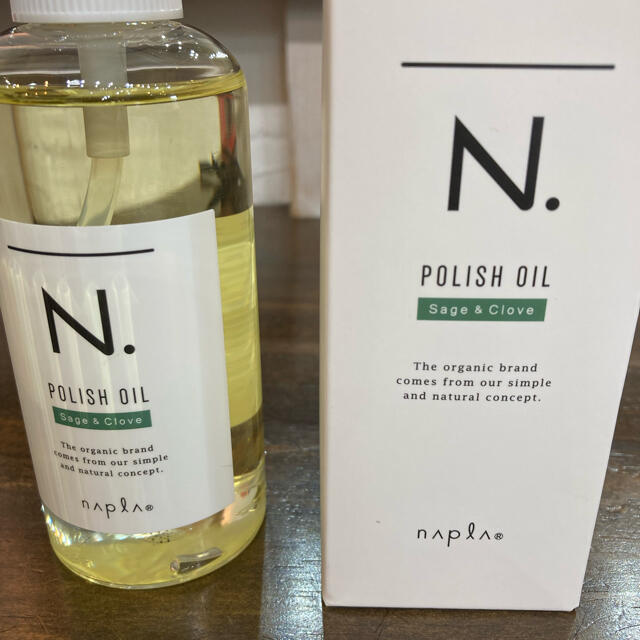 N.
POLISH OIL
Sage & Clove
The organic brand
comes from our simple
and natural concept.
napla®
N.
POLISH OIL
Sage & Clove
The organic brand
comes from our simple
and natural concept.
napla®